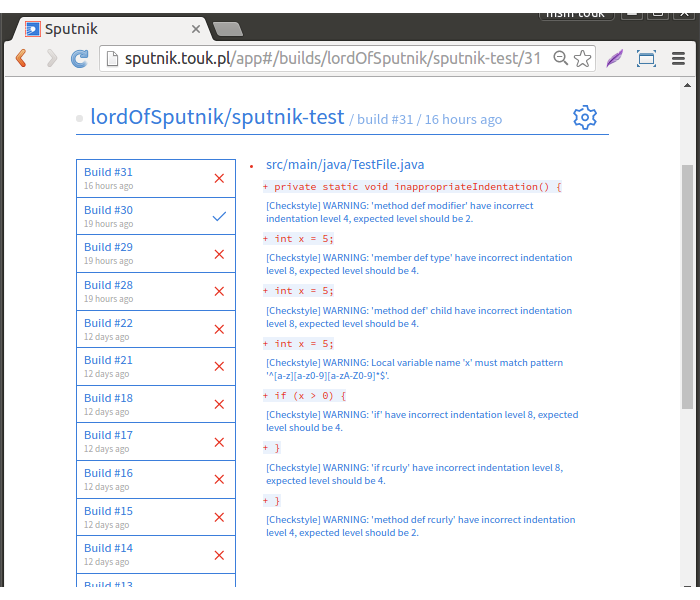 msm touk
Sputnik
sputnik.touk.pl/app#/builds/lordOfSputnik/sputnik-test/31
lordOfSputnik/sputnik-test / build #31 / 16 hours ago
Build #31
16 hours ago
Build #30
19 hours ago
Build #29
19 hours ago
Build #28
19 hours ago
Build #22
12 days ago
Build #21
12 days ago
Build #18
12 days ago
Build #17
12 days ago
Build #16
12 days ago
Build #15
12 days ago
Build #14
12 days ago
Build #13
src/main/java/TestFile.java
+ private static void inappropriateIndentation() {
[Checkstyle] WARNING: 'method def modifier' have incorrect
indentation level 4, expected level should be 2.
+ int x = 5;
[Checkstyle] WARNING: 'member def type' have incorrect indentation
level 8, expected level should be 4.
+ int x = 5;
[Checkstyle] WARNING: 'method def' child have incorrect indentation
level 8, expected level should be 4.
+ int x = 5;
[Checkstyle] WARNING: Local variable name 'x' must match pattern
'^[a-z][a-z0-9][a-zA-Z0-9]*$'.
+ if (x > 0) {
[Checkstyle] WARNING: 'if' have incorrect indentation level 8, expected
level should be 4.
+ }
[Checkstyle] WARNING: 'if rcurly' have incorrect indentation level 8,
expected level should be 4.
+ }
[Checkstyle] WARNING: 'method def rcurly' have incorrect indentation
level 4, expected level should be 2.